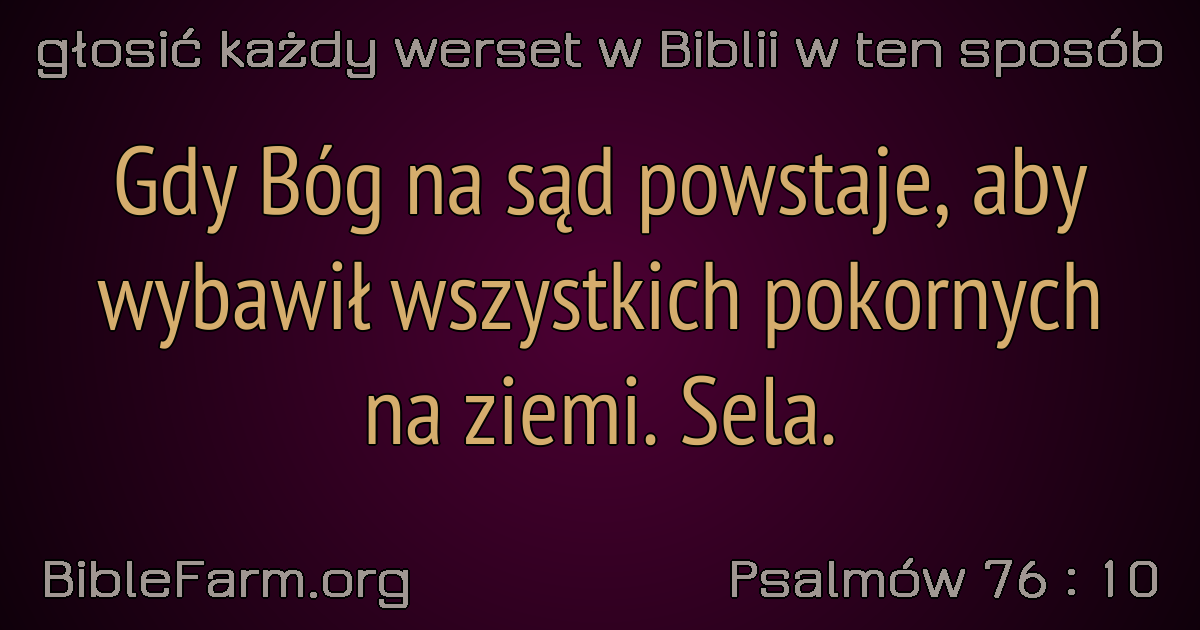 głosić każdy werset w Biblii w ten sposób
Gdy Bóg na sąd powstaje, aby
wybawił wszystkich pokornych
na ziemi. Sela.
BibleFarm.org
Psalmów 76 : 10